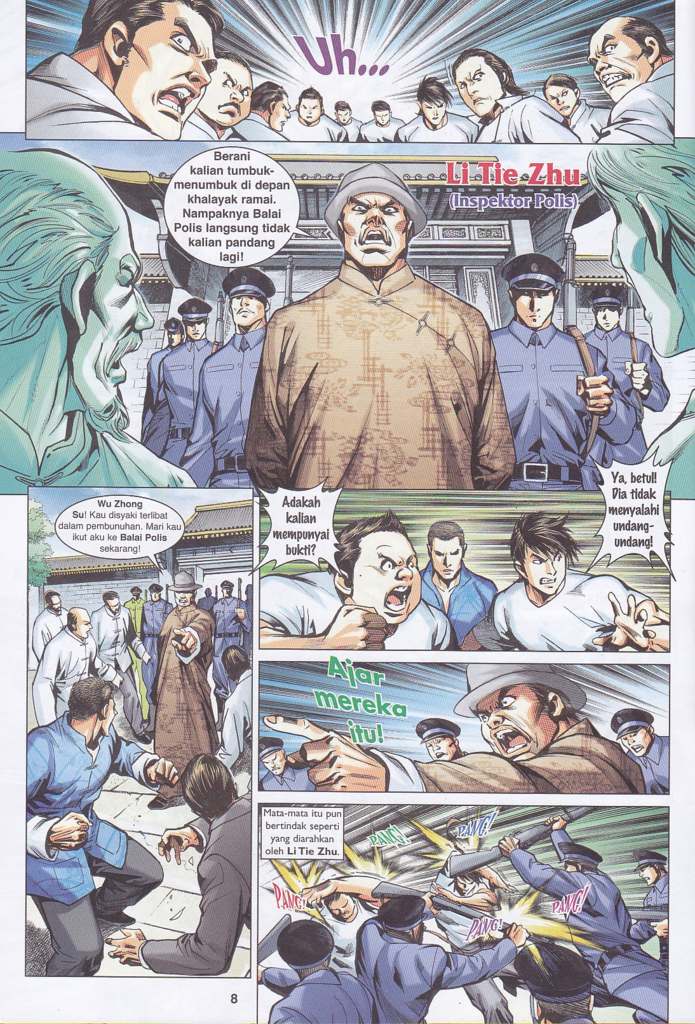 Uh...
Berani
kalian tumbuk-
menumbuk di depan
khalayak ramai.
Nampaknya Balai
Polis langsung tidak
kalian pandang
lagi!
Li Tie Zhu
(Inspektor Polis)
Wu Zhong
Su! Kau disyaki terlibat
dalam pembunuhan. Mari kau
ikut aku ke Balai Polis
sekarang!
Adakah
kalian
mempunyai
bukti?
Ya, betul!
Dia tidak
menyalahi
undang-
undang!
Ajar
mereka
itu!
Mata-mata itu pun
bertindak seperti
yang diarahkan
oleh Li Tie Zhu.
PANG!
PANG!
PANG!
PANG!
PANG!
8